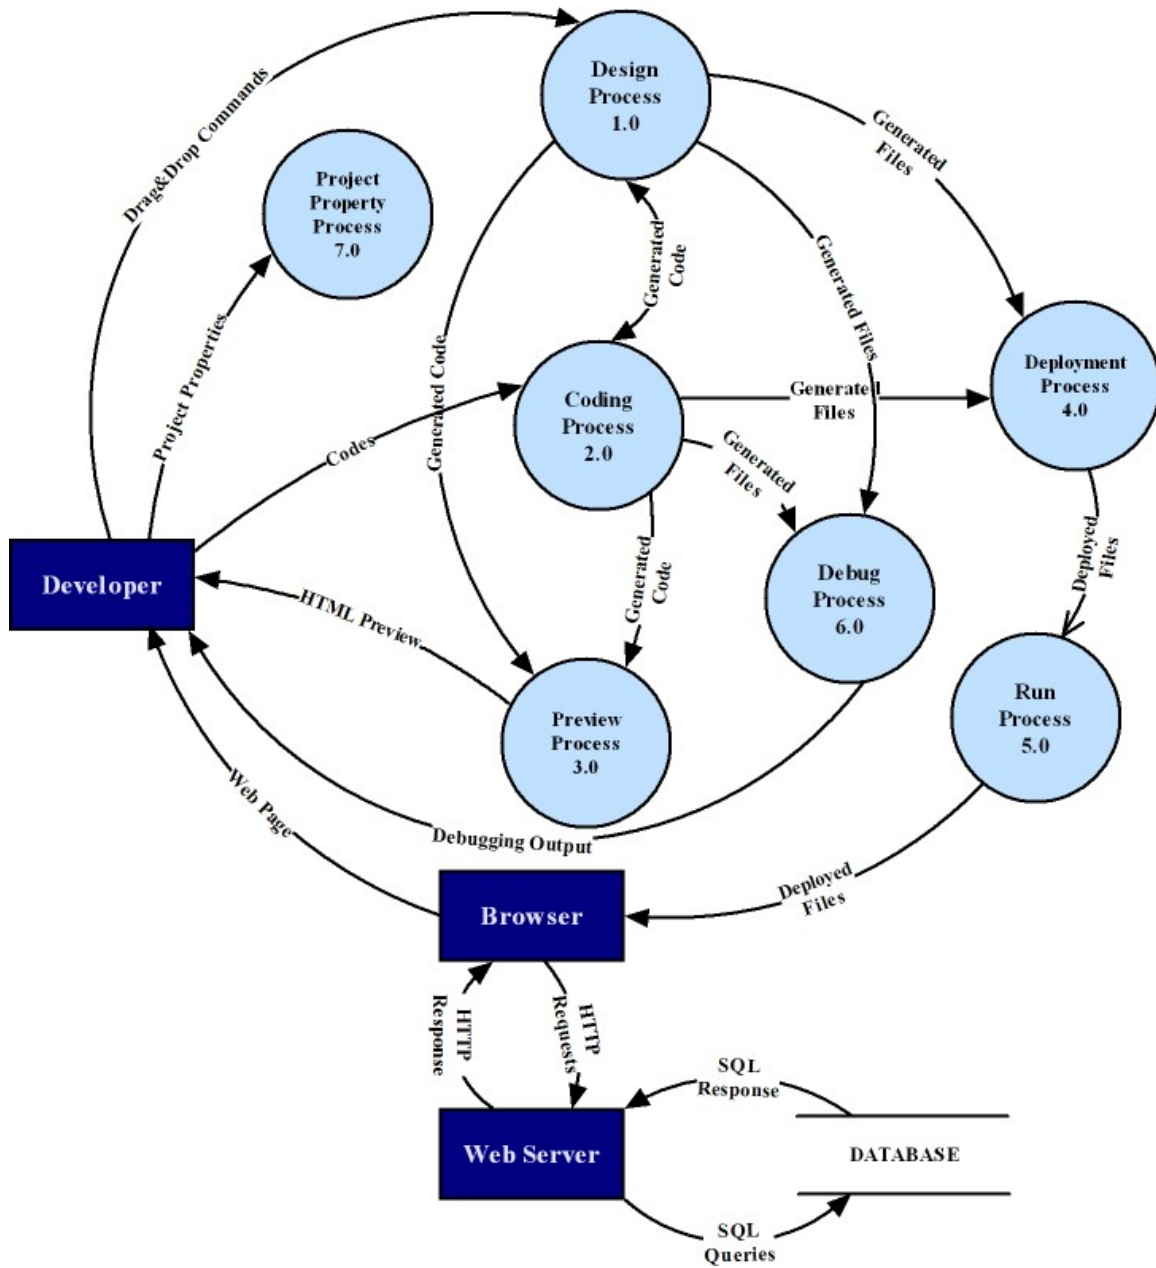 Design
Process
1.0
Drag&Drop Commands
Generated
Files
Project
Property
Process
7.0
Generated
Code
Generated Files
Project Properties
Generated Code
Deployment
Process
4.0
Coding
Process
2.0
Generated
Files
Codes
Generated
Files
Generated
Code
Deployed
Files
Developer
Debug
Process
6.0
HTML Preview
Run
Process
5.0
Preview
Process
3.0
Web Page
Debugging Output
Deployed
Files
Browser
HTTP
Response
HTTP
Requests
SQL
Response
Web Server
DATABASE
SQL
Queries